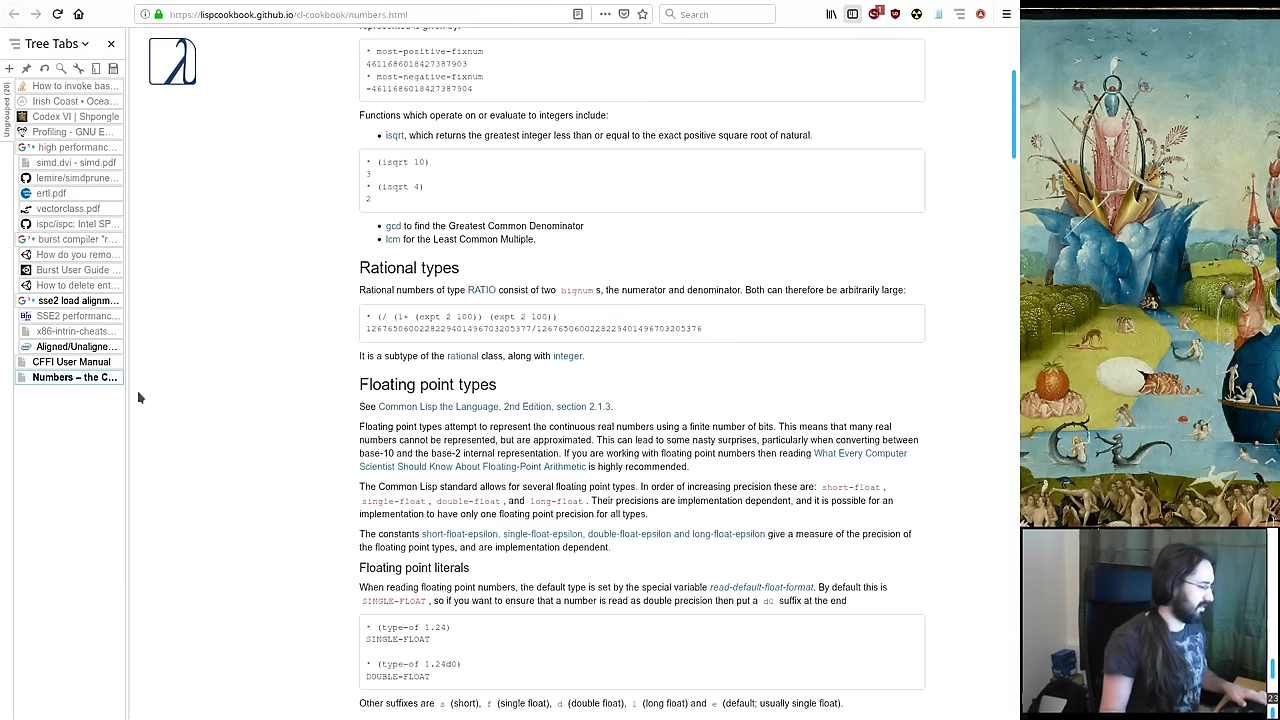 https://lispcookbook.github.io/cl-cookbook/numbers.html
Search
Tree Tabs
Ungrouped (20)
How to invoke bas...
Irish Coast • Ocea...
Codex VI | Shpongle
Profiling - GNU E...
high performanc...
simd.dvi - simd.pdf
lemire/simdprune...
ertl.pdf
vectorclass.pdf
ispc/ispc: Intel SP...
burst compiler "r...
How do you remo...
Burst User Guide ...
How to delete ent...
sse2 load alignm...
SSE2 performanc...
x86-intrin-cheats...
Aligned/Unaligne...
CFFI User Manual
Numbers – the C...
* most-positive-fixnum
4611686018427387903
* most-negative-fixnum
-4611686018427387904
Functions which operate on or evaluate to integers include:
• isqrt, which returns the greatest integer less than or equal to the exact positive square root of natural.
* (isqrt 10)
3
* (isqrt 4)
2
• gcd to find the Greatest Common Denominator
• lcm for the Least Common Multiple.
Rational types
Rational numbers of type RATIO consist of two bignum s, the numerator and denominator. Both can therefore be arbitrarily large:
* (/ (1+ (expt 2 100)) (expt 2 100))
1267650600228229401496703205377/1267650600228229401496703205376
It is a subtype of the rational class, along with integer.
Floating point types
See Common Lisp the Language, 2nd Edition, section 2.1.3.
Floating point types attempt to represent the continuous real numbers using a finite number of bits. This means that many real
numbers cannot be represented, but are approximated. This can lead to some nasty surprises, particularly when converting between
base-10 and the base-2 internal representation. If you are working with floating point numbers then reading What Every Computer
Scientist Should Know About Floating-Point Arithmetic is highly recommended.
The Common Lisp standard allows for several floating point types. In order of increasing precision these are: short-float ,
single-float , double-float , and long-float . Their precisions are implementation dependent, and it is possible for an
implementation to have only one floating point precision for all types.
The constants short-float-epsilon, single-float-epsilon, double-float-epsilon and long-float-epsilon give a measure of the precision of
the floating point types, and are implementation dependent.
Floating point literals
When reading floating point numbers, the default type is set by the special variable *read-default-float-format*. By default this is
SINGLE-FLOAT , so if you want to ensure that a number is read as double precision then put a d0 suffix at the end
* (type-of 1.24)
SINGLE-FLOAT
* (type-of 1.24d0)
DOUBLE-FLOAT
Other suffixes are s (short), f (single float), d (double float), l (long float) and e (default; usually single float).
23